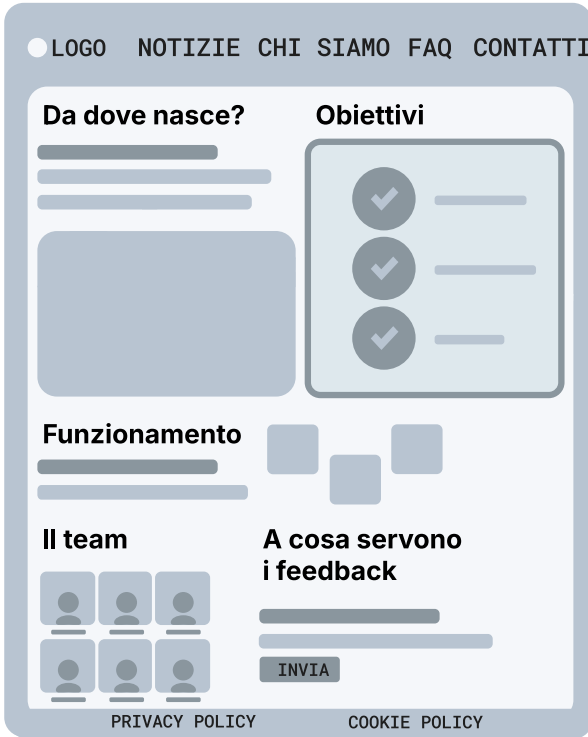 LOGO NOTIZIE CHI SIAMO FAQ CONTATTI
Da dove nasce?
Obiettivi
Funzionamento
Il team
A cosa servono
i feedback
INVIA
PRIVACY POLICY COOKIE POLICY